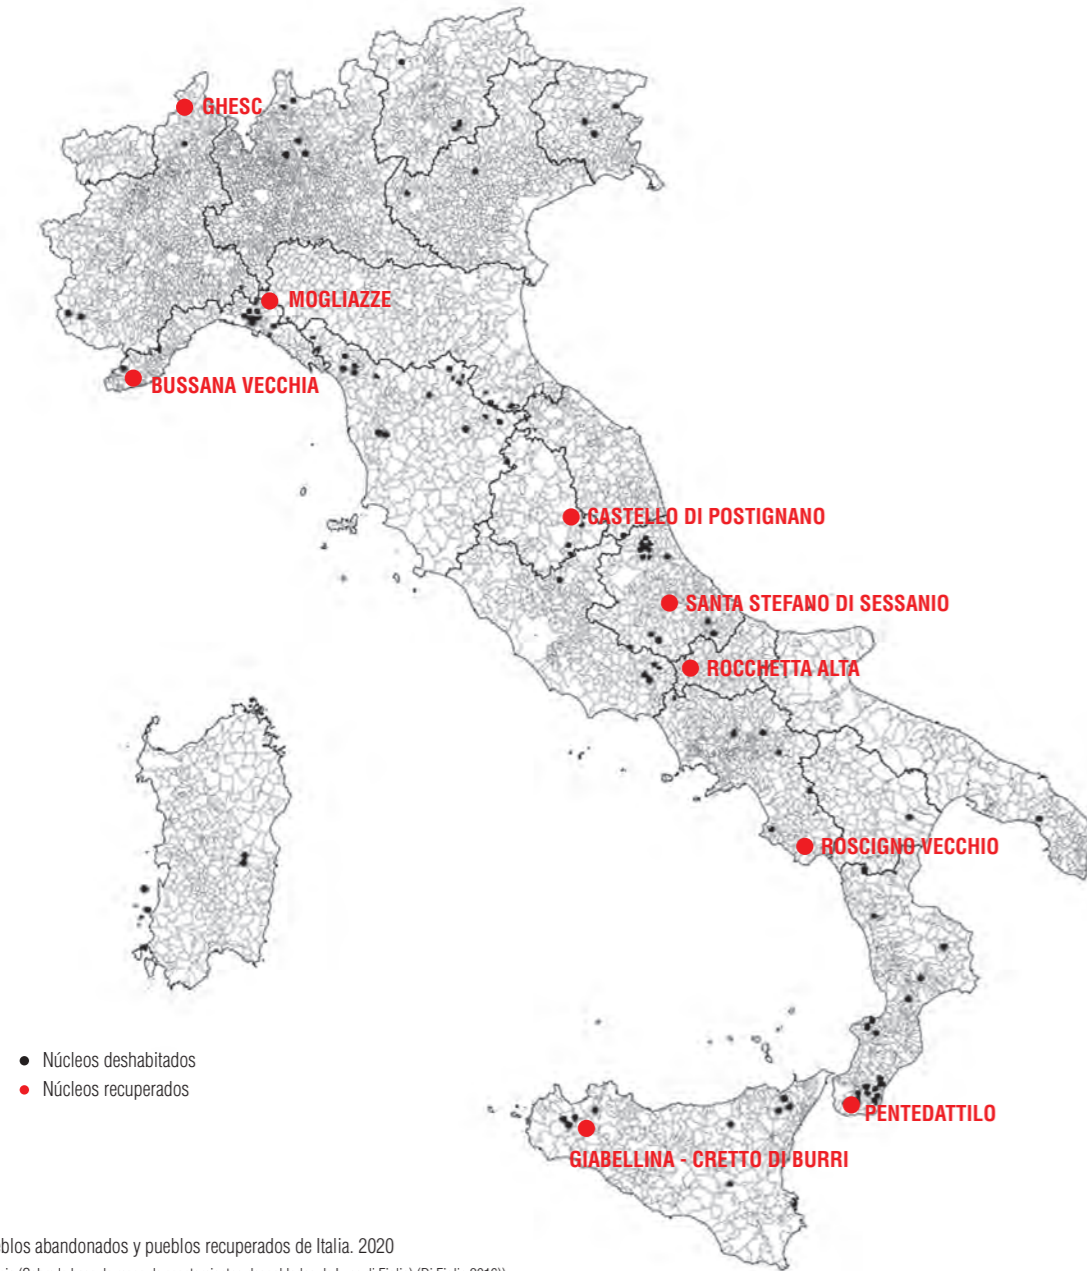 GHESC
MOGLIAZZE
BUSSANA VECCHIA
CASTELLO DI POSTIGNANO
SANTA STEFANO DI SESSANIO
ROCCHETTA ALTA
ROSCIGNO VECCHIO
Núcleos deshabitados
Núcleos recuperados
PENTEDATTILO
GIABELLINA - CRETTO DI BURRI
eblos abandonados y pueblos recuperados de Italia. 2020